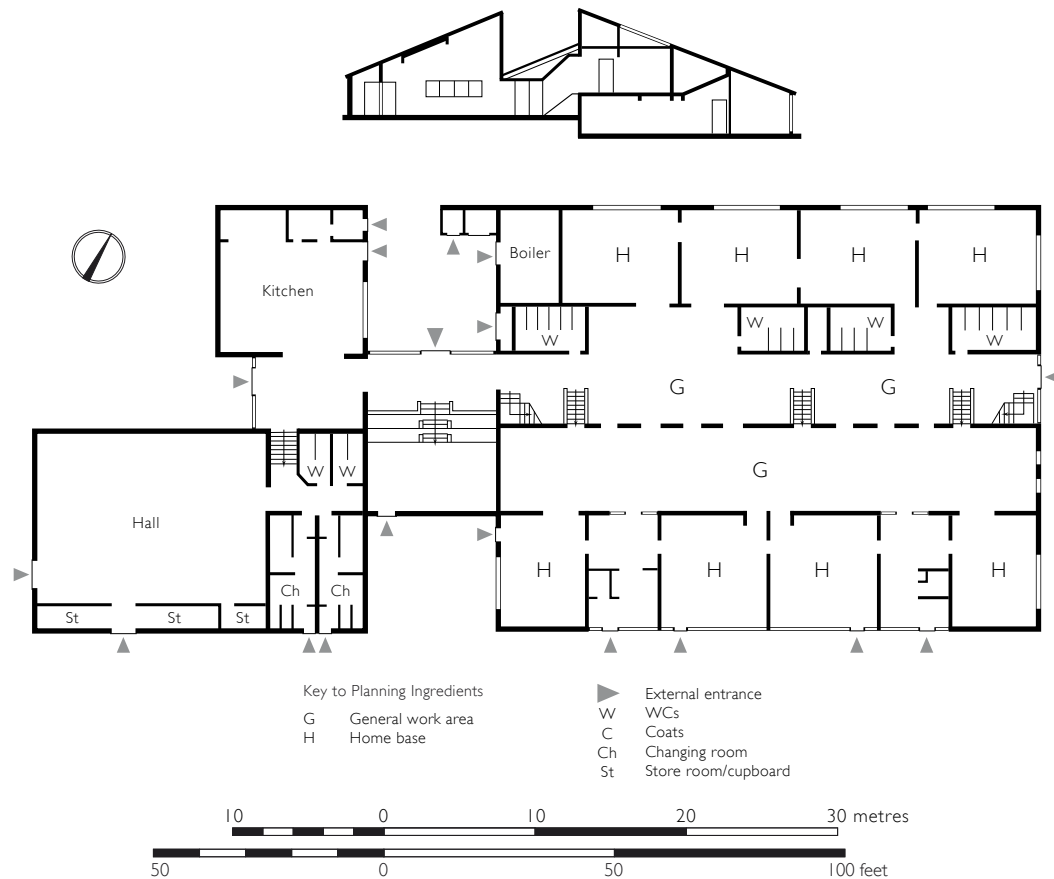 Boiler
H
H
H
H
Kitchen
W
W
W
W
G
G
W
W
G
Hall
H
H
H
H
Ch
Ch
St
St
St
Key to Planning Ingredients
G General work area
H Home base
External entrance
W WCs
C Coats
Ch Changing room
St Store room/cupboard
10 0 10 20 30 metres
50 0 50 100 feet